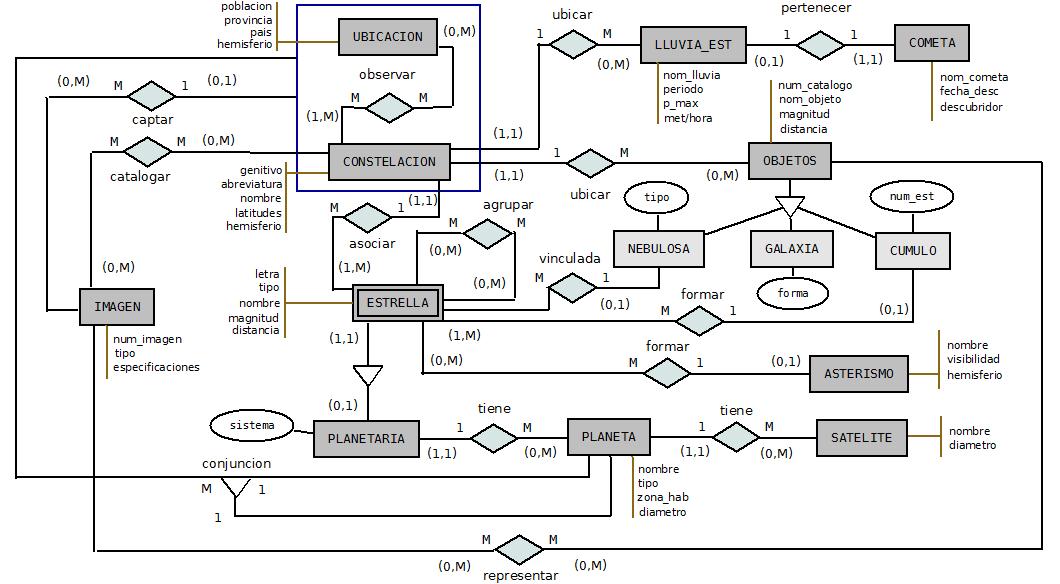 poblacion
provincia
pais
hemisferio
UBICACION
(0,M)
observar
M
M
(1,M)
ubicar
1
M
(0,M)
LLUVIA_EST
nom_lluvia
periodo
p_max
met/hora
pertenecer
1
1
(0,1)
(1,1)
COMETA
nom_cometa
fecha_desc
descubridor
(0,M)
M
1
(0,1)
captar
M
M
(0,M)
catalogar
genitivo
abreviatura
nombre
latitudes
hemisferio
CONSTELACION
(1,1)
(1,1)
1
M
ubicar
(0,M)
num_catalogo
nom_objeto
magnitud
distancia
OBJETOS
tipo
num_est
NEBULOSA
GALAXIA
CUMULO
forma
(1,1)
M
1
asociar
(1,M)
agrupar
M
M
(0,M)
(0,M)
vinculada
M
1
(0,1)
formar
M
1
(0,1)
(0,M)
IMAGEN
num_imagen
tipo
especificaciones
letra
tipo
nombre
magnitud
distancia
ESTRELLA
(1,1)
(1,M)
(0,M)
formar
M
1
(0,1)
ASTERISMO
nombre
visibilidad
hemisferio
(0,1)
sistema
PLANETARIA
tiene
1
M
(1,1)
(0,M)
PLANETA
nombre
tipo
zona_hab
diametro
tiene
1
M
(1,1)
(0,M)
SATELITE
nombre
diametro
conjuncion
M
1
1
M
M
(0,M)
(0,M)
representar